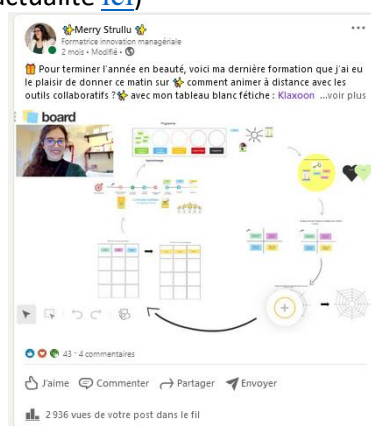 actualité ici)
✨Merry Strullu ✨
Formatrice innovation managériale
2 mois • Modifié •
🎁 Pour terminer l'année en beauté, voici ma dernière formation que j'ai eu
le plaisir de donner ce matin sur ✨ comment animer à distance avec les
outils collaboratifs ?✨ avec mon tableau blanc fétiche : Klaxoon ...voir plus
board
43 · 4 commentaires
J'aime Commenter Partager Envoyer
2 936 vues de votre post dans le fil